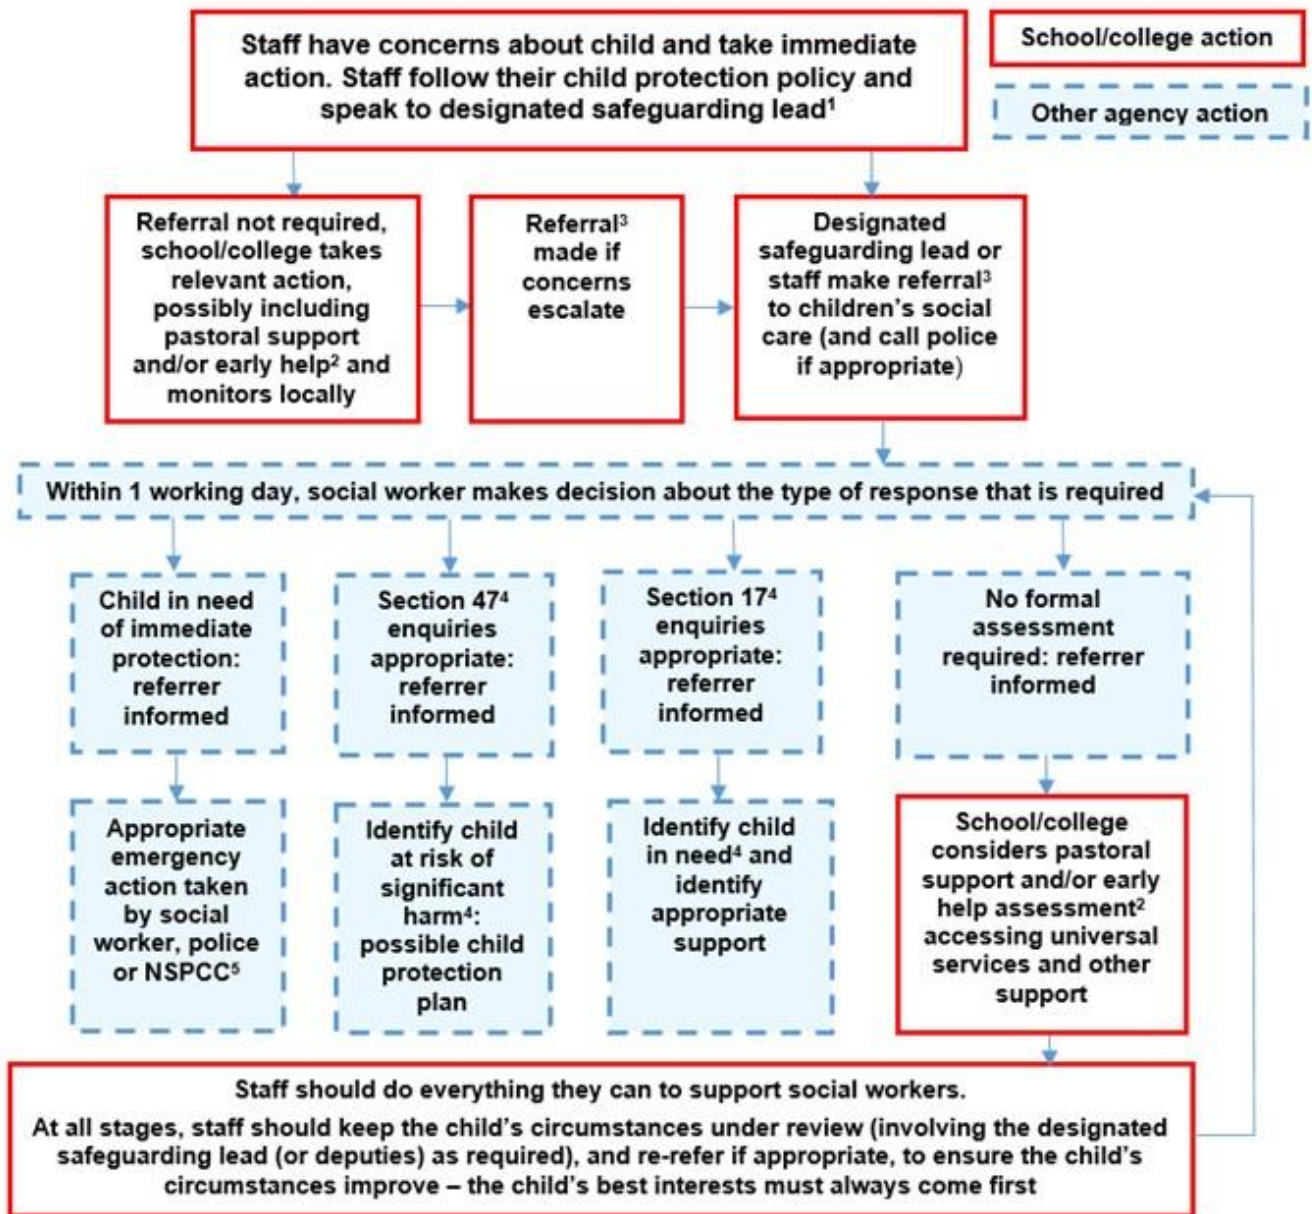 Staff have concerns about child and take immediate
action. Staff follow their child protection policy and
speak to designated safeguarding lead¹
School/college action
Other agency action
Referral not required,
school/college takes
relevant action,
possibly including
pastoral support
and/or early help² and
monitors locally
Referral³
made if
concerns
escalate
Designated
safeguarding lead or
staff make referral³
to children's social
care (and call police
if appropriate)
Within 1 working day, social worker makes decision about the type of response that is required
Child in need
of immediate
protection:
referrer
informed
Section 47⁴
enquiries
appropriate:
referrer
informed
Section 17⁴
enquiries
appropriate:
referrer
informed
No formal
assessment
required: referrer
informed
Appropriate
emergency
action taken
by social
worker, police
or NSPCC⁵
Identify child
at risk of
significant
harm⁴:
possible child
protection
plan
Identify child
in need⁴ and
identify
appropriate
support
School/college
considers pastoral
support and/or early
help assessment²
accessing universal
services and other
support
Staff should do everything they can to support social workers.
At all stages, staff should keep the child's circumstances under review (involving the designated
safeguarding lead (or deputies) as required), and re-refer if appropriate, to ensure the child's
circumstances improve – the child's best interests must always come first